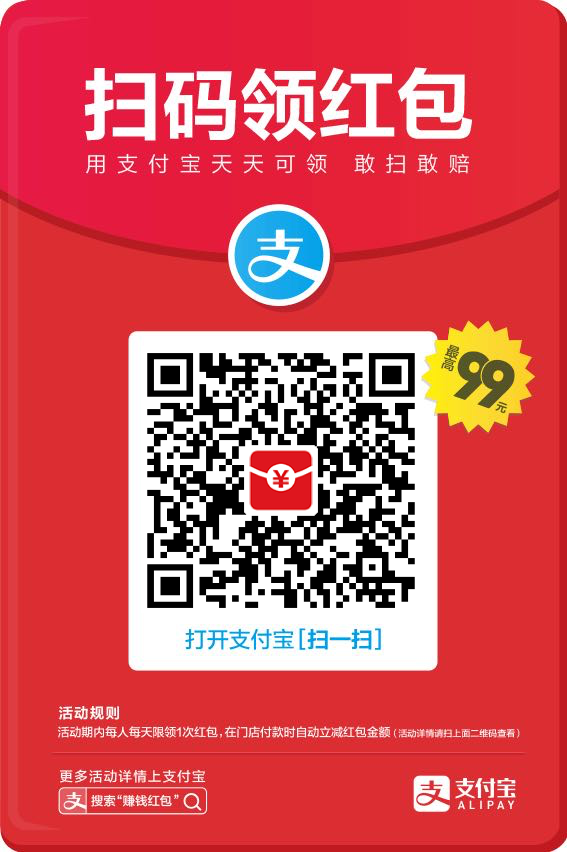 扫码领红包
用支付宝天天可领 敢扫敢赔
支
最高99元
¥
打开支付宝[扫一扫]
活动规则
活动期内每人每天限领1次红包，在门店付款时自动立减红包金额（活动详情请扫上面二维码查看）
更多活动详情上支付宝
支 搜索“赚钱红包”
支 支付宝
ALIPAY